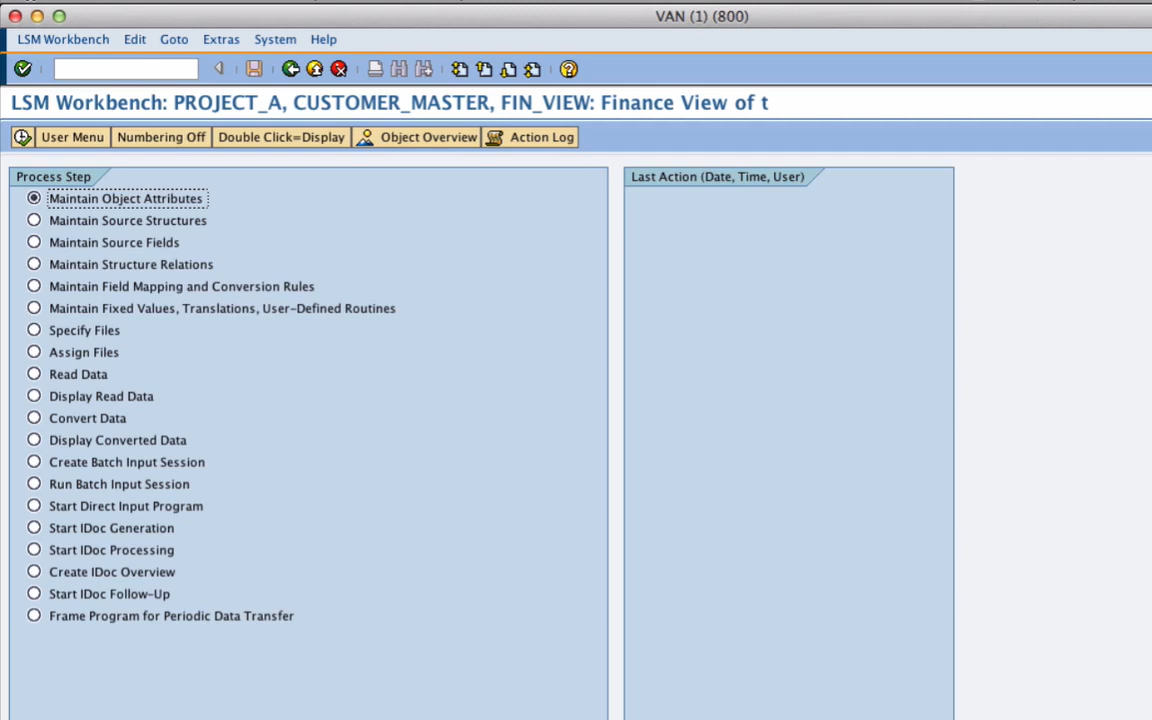 VAN (1) (800)
LSM Workbench Edit Goto Extras System Help
LSM Workbench: PROJECT_A, CUSTOMER_MASTER, FIN_VIEW: Finance View of t
User Menu Numbering Off Double Click=Display Object Overview Action Log
Process Step
Maintain Object Attributes
Maintain Source Structures
Maintain Source Fields
Maintain Structure Relations
Maintain Field Mapping and Conversion Rules
Maintain Fixed Values, Translations, User-Defined Routines
Specify Files
Assign Files
Read Data
Display Read Data
Convert Data
Display Converted Data
Create Batch Input Session
Run Batch Input Session
Start Direct Input Program
Start IDoc Generation
Start IDoc Processing
Create IDoc Overview
Start IDoc Follow-Up
Frame Program for Periodic Data Transfer
Last Action (Date, Time, User)